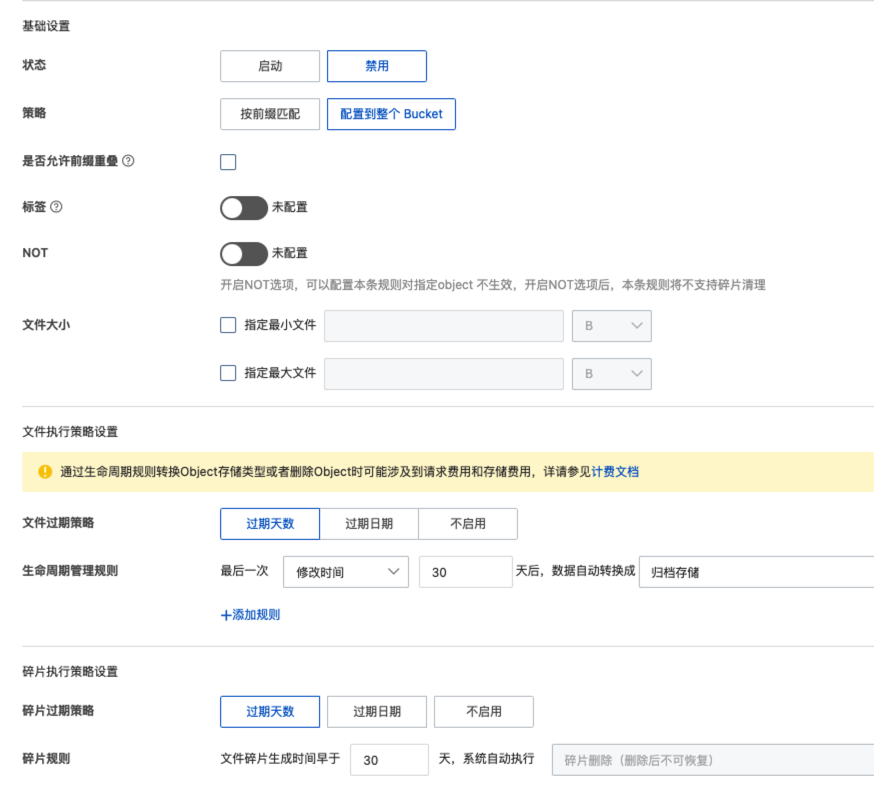 基础设置
状态 启动 禁用
策略 按前缀匹配 配置到整个 Bucket
是否允许前缀重叠 ?
标签 ? 未配置
NOT 未配置
开启NOT选项，可以配置本条规则对指定object 不生效，开启NOT选项后，本条规则将不支持碎片清理
文件大小 指定最小文件 B
指定最大文件 B
文件执行策略设置
通过生命周期规则转换Object存储类型或者删除Object时可能涉及到请求费用和存储费用，详请参见计费文档
文件过期策略 过期天数 过期日期 不启用
生命周期管理规则 最后一次 修改时间 30 天后，数据自动转换成 归档存储
+添加规则
碎片执行策略设置
碎片过期策略 过期天数 过期日期 不启用
碎片规则 文件碎片生成时间早于 30 天，系统自动执行 碎片删除（删除后不可恢复）